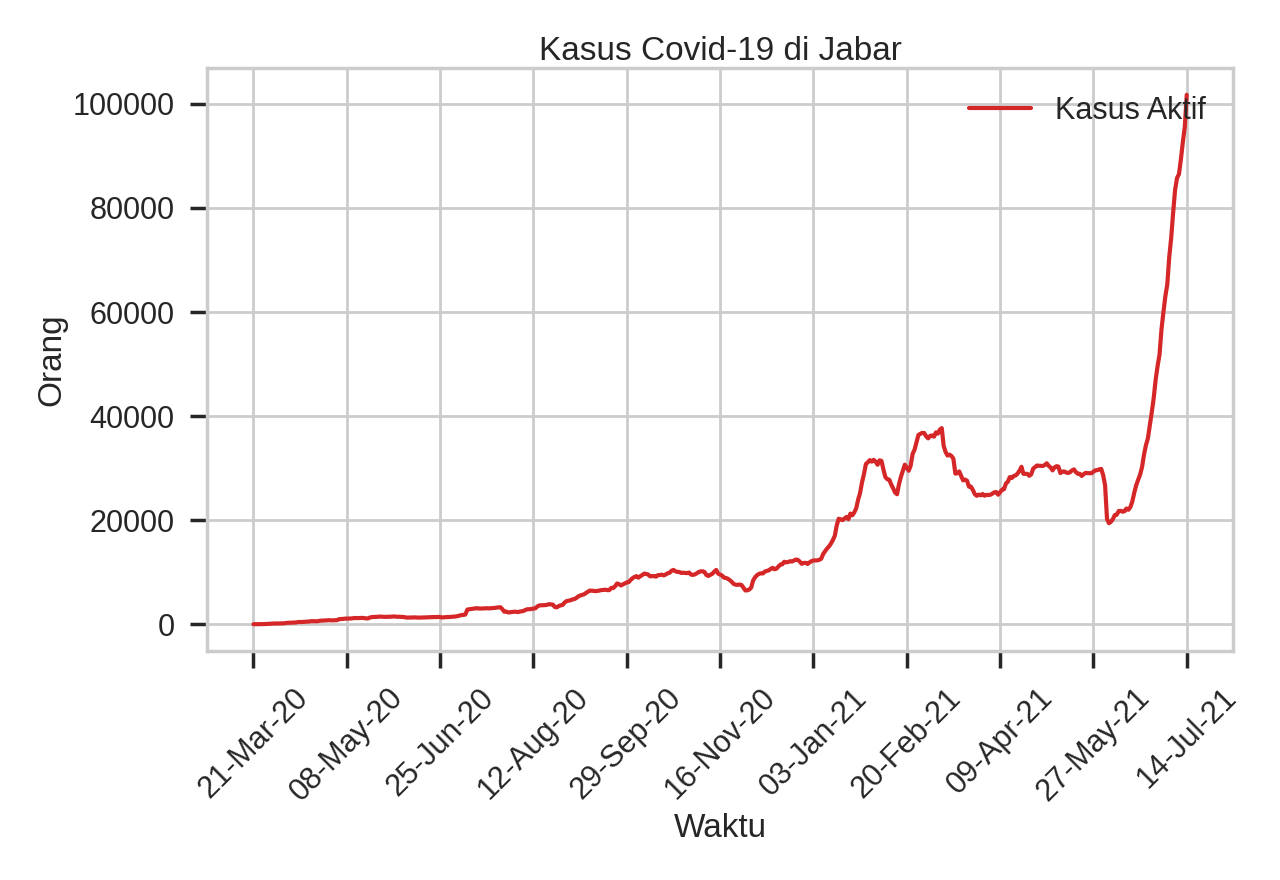 Kasus Covid-19 di Jabar
Kasus Aktif
100000
80000
60000
40000
20000
0
Orang
21-Mar-20
08-May-20
25-Jun-20
12-Aug-20
29-Sep-20
16-Nov-20
03-Jan-21
20-Feb-21
09-Apr-21
27-May-21
14-Jul-21
Waktu